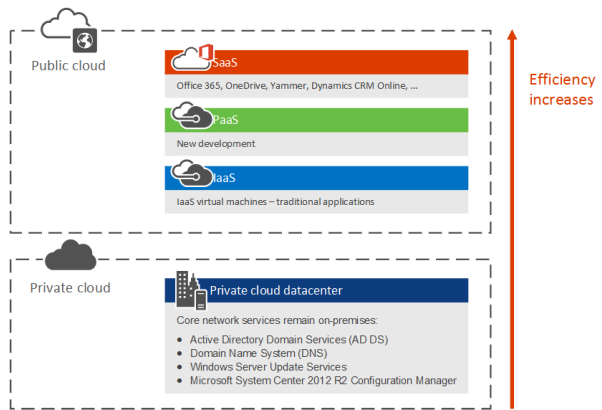 Public cloud
SaaS
Office 365, OneDrive, Yammer, Dynamics CRM Online, ...
PaaS
New development
IaaS
IaaS virtual machines – traditional applications
Efficiency
increases
Private cloud
Private cloud datacenter
Core network services remain on-premises:
• Active Directory Domain Services (AD DS)
• Domain Name System (DNS)
• Windows Server Update Services
• Microsoft System Center 2012 R2 Configuration Manager